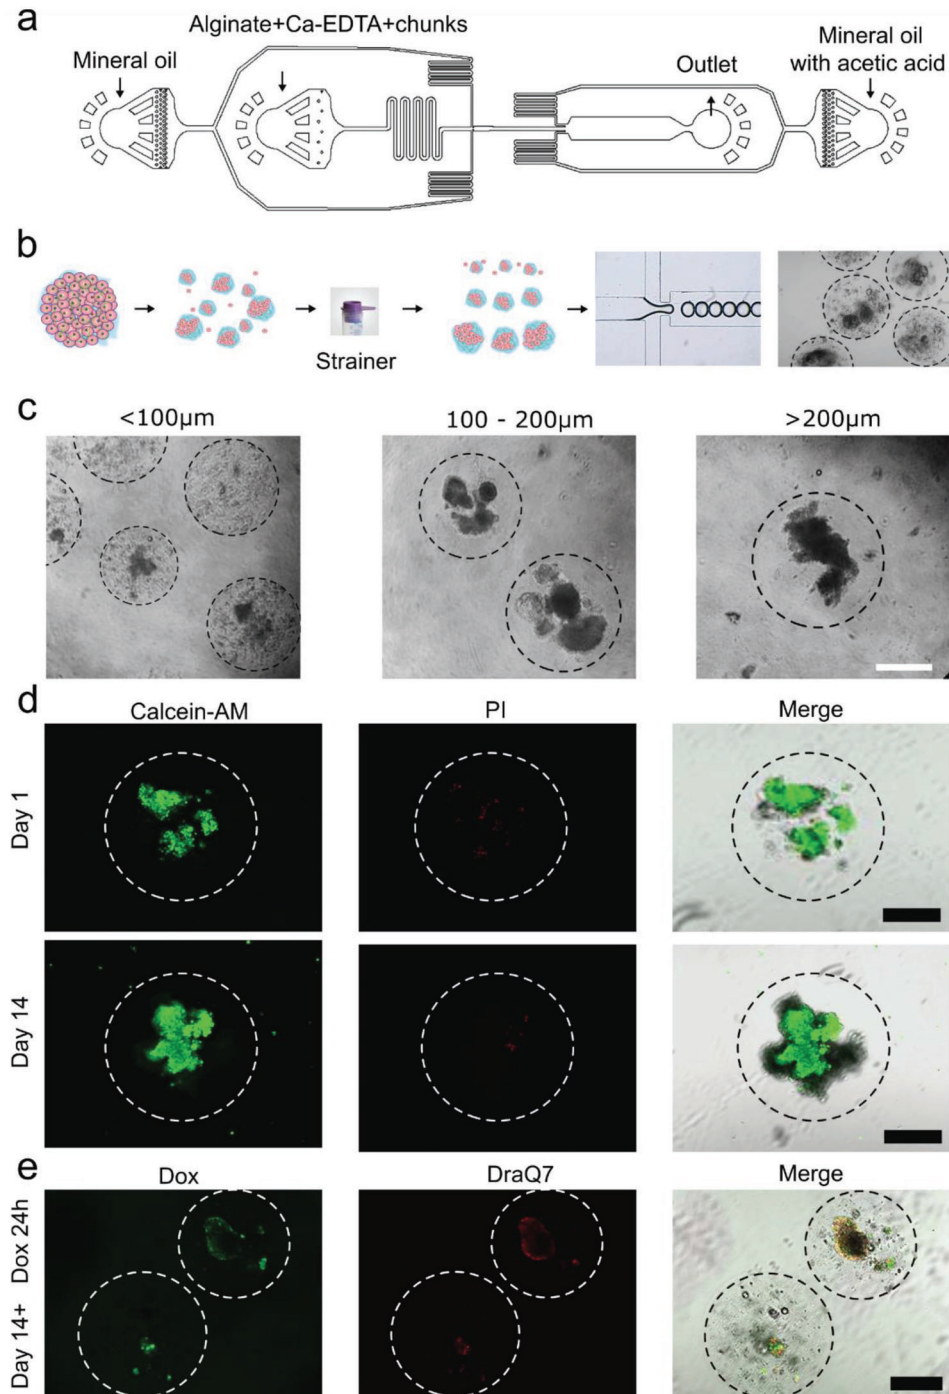 a
Alginate+Ca-EDTA+chunks
Mineral oil
Outlet
Mineral oil
with acetic acid
b
Strainer
c
<100µm
100 - 200µm
>200µm
d
Calcein-AM
PI
Merge
Day 1
Day 14
e
Dox
DraQ7
Merge
Day 14+ Dox 24h